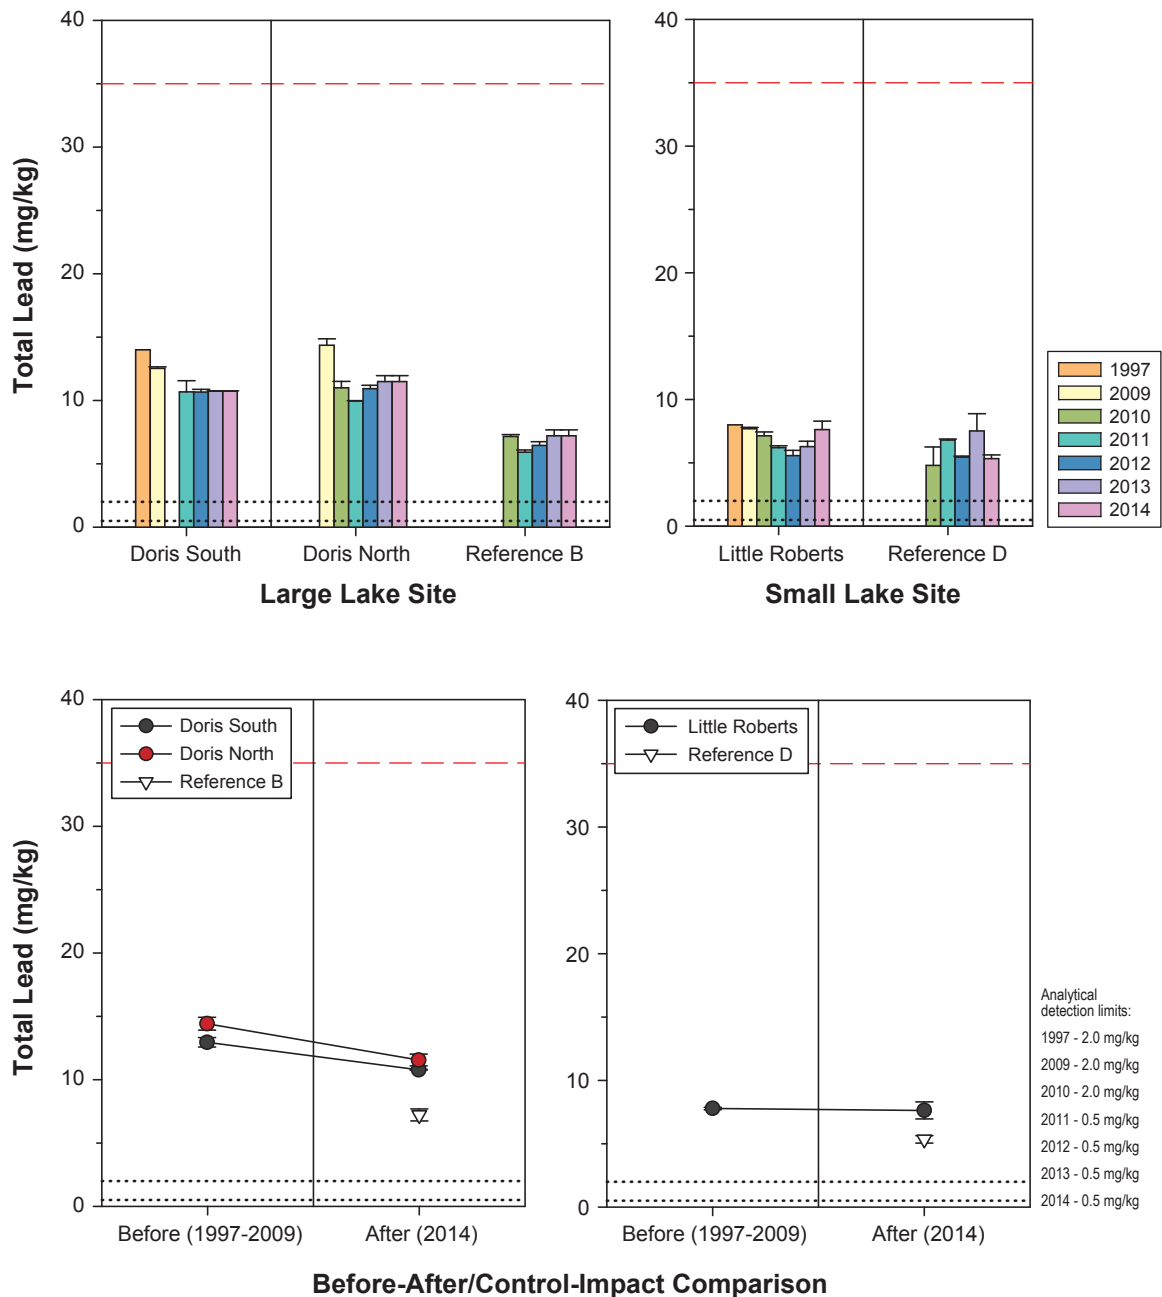 Total Lead (mg/kg)
40
30
20
10
0
Doris South
Doris North
Reference B
Large Lake Site
40
30
20
10
0
Little Roberts
Reference D
Small Lake Site
1997
2009
2010
2011
2012
2013
2014
Total Lead (mg/kg)
40
30
20
10
0
Doris South
Doris North
Reference B
Before (1997-2009)
After (2014)
40
30
20
10
0
Little Roberts
Reference D
Before (1997-2009)
After (2014)
Analytical
detection limits:
1997 - 2.0 mg/kg
2009 - 2.0 mg/kg
2010 - 2.0 mg/kg
2011 - 0.5 mg/kg
2012 - 0.5 mg/kg
2013 - 0.5 mg/kg
2014 - 0.5 mg/kg
Before-After/Control-Impact Comparison